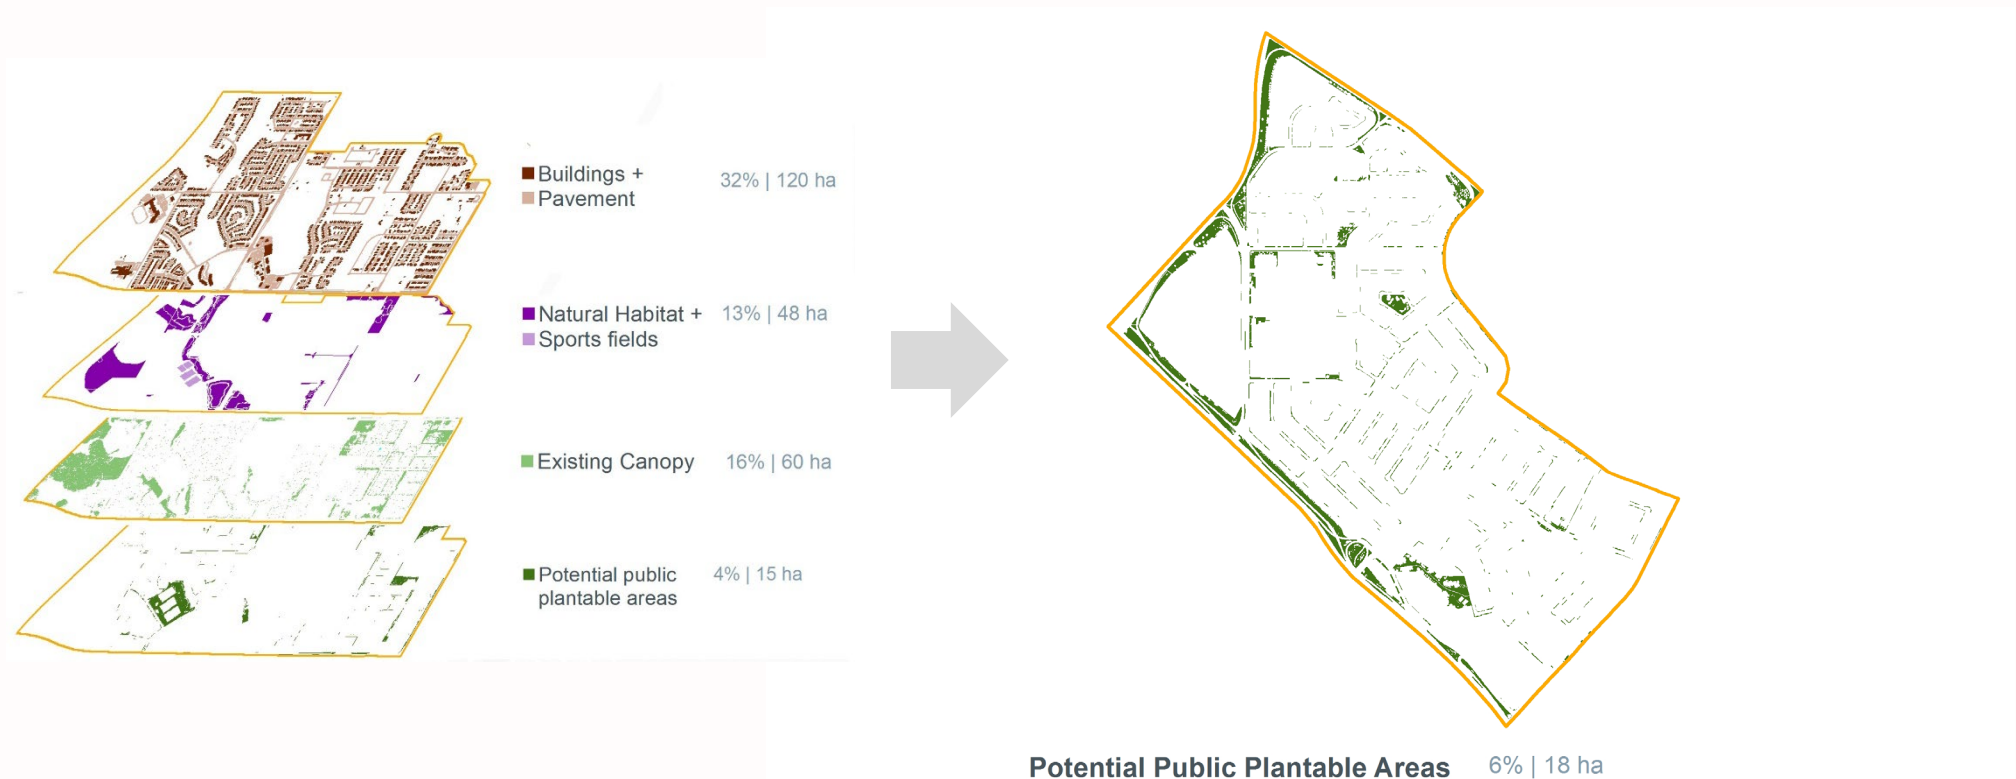 Buildings +
Pavement
32% | 120 ha
Natural Habitat +
Sports fields
13% | 48 ha
Existing Canopy
16% | 60 ha
Potential public
plantable areas
4% | 15 ha
Potential Public Plantable Areas
6% | 18 ha